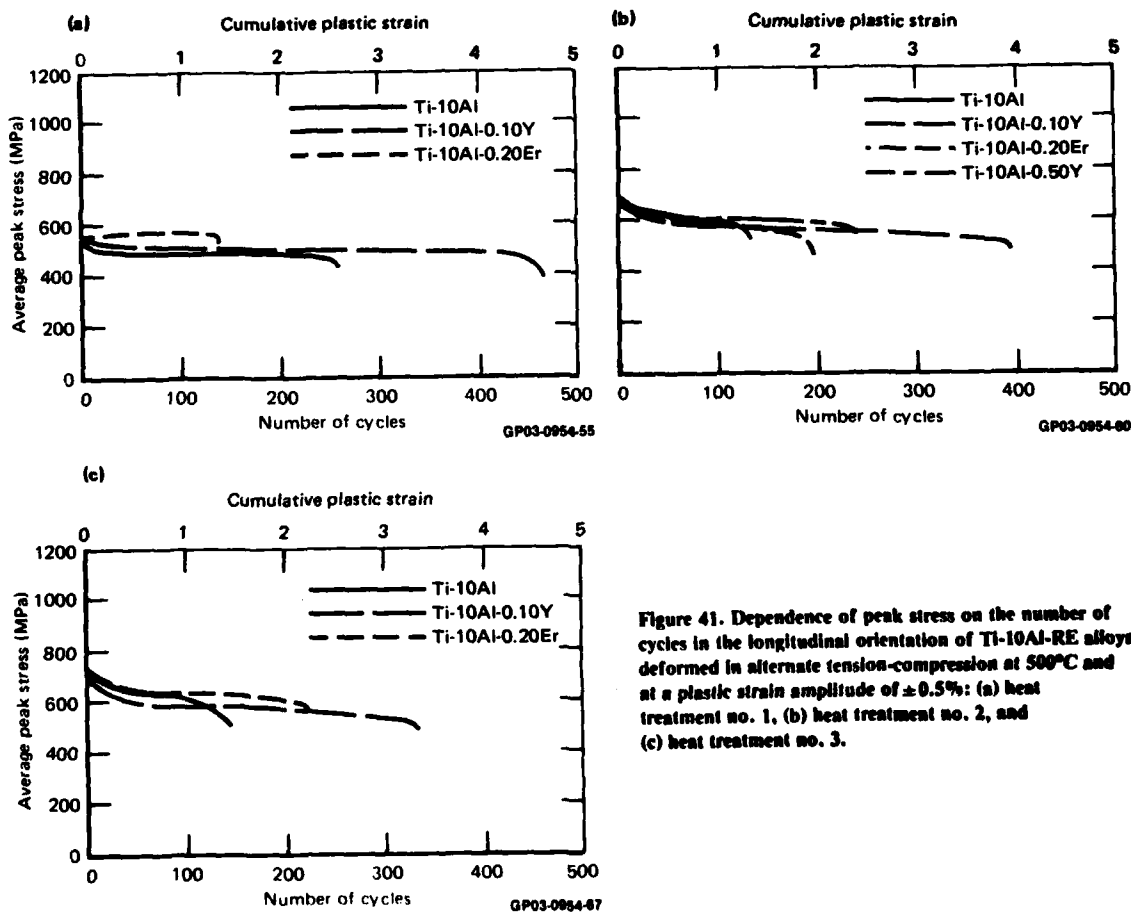 (a)
Cumulative plastic strain
0 1 2 3 4 5
1200
1000
800
600
400
200
0
Average peak stress (MPa)
Ti-10Al
Ti-10Al-0.10Y
Ti-10Al-0.20Er
0 100 200 300 400 500
Number of cycles
GP03-0954-55
(b)
Cumulative plastic strain
0 1 2 3 4 5
Ti-10Al
Ti-10Al-0.10Y
Ti-10Al-0.20Er
Ti-10Al-0.50Y
0 100 200 300 400 500
Number of cycles
GP03-0954-60
(c)
Cumulative plastic strain
0 1 2 3 4 5
1200
1000
800
600
400
200
0
Average peak stress (MPa)
Ti-10Al
Ti-10Al-0.10Y
Ti-10Al-0.20Er
0 100 200 300 400 500
Number of cycles
GP03-0954-67
Figure 41. Dependence of peak stress on the number of
cycles in the longitudinal orientation of Ti-10Al-RE alloys
deformed in alternate tension-compression at 500°C and
at a plastic strain amplitude of ±0.5%: (a) heat
treatment no. 1, (b) heat treatment no. 2, and
(c) heat treatment no. 3.